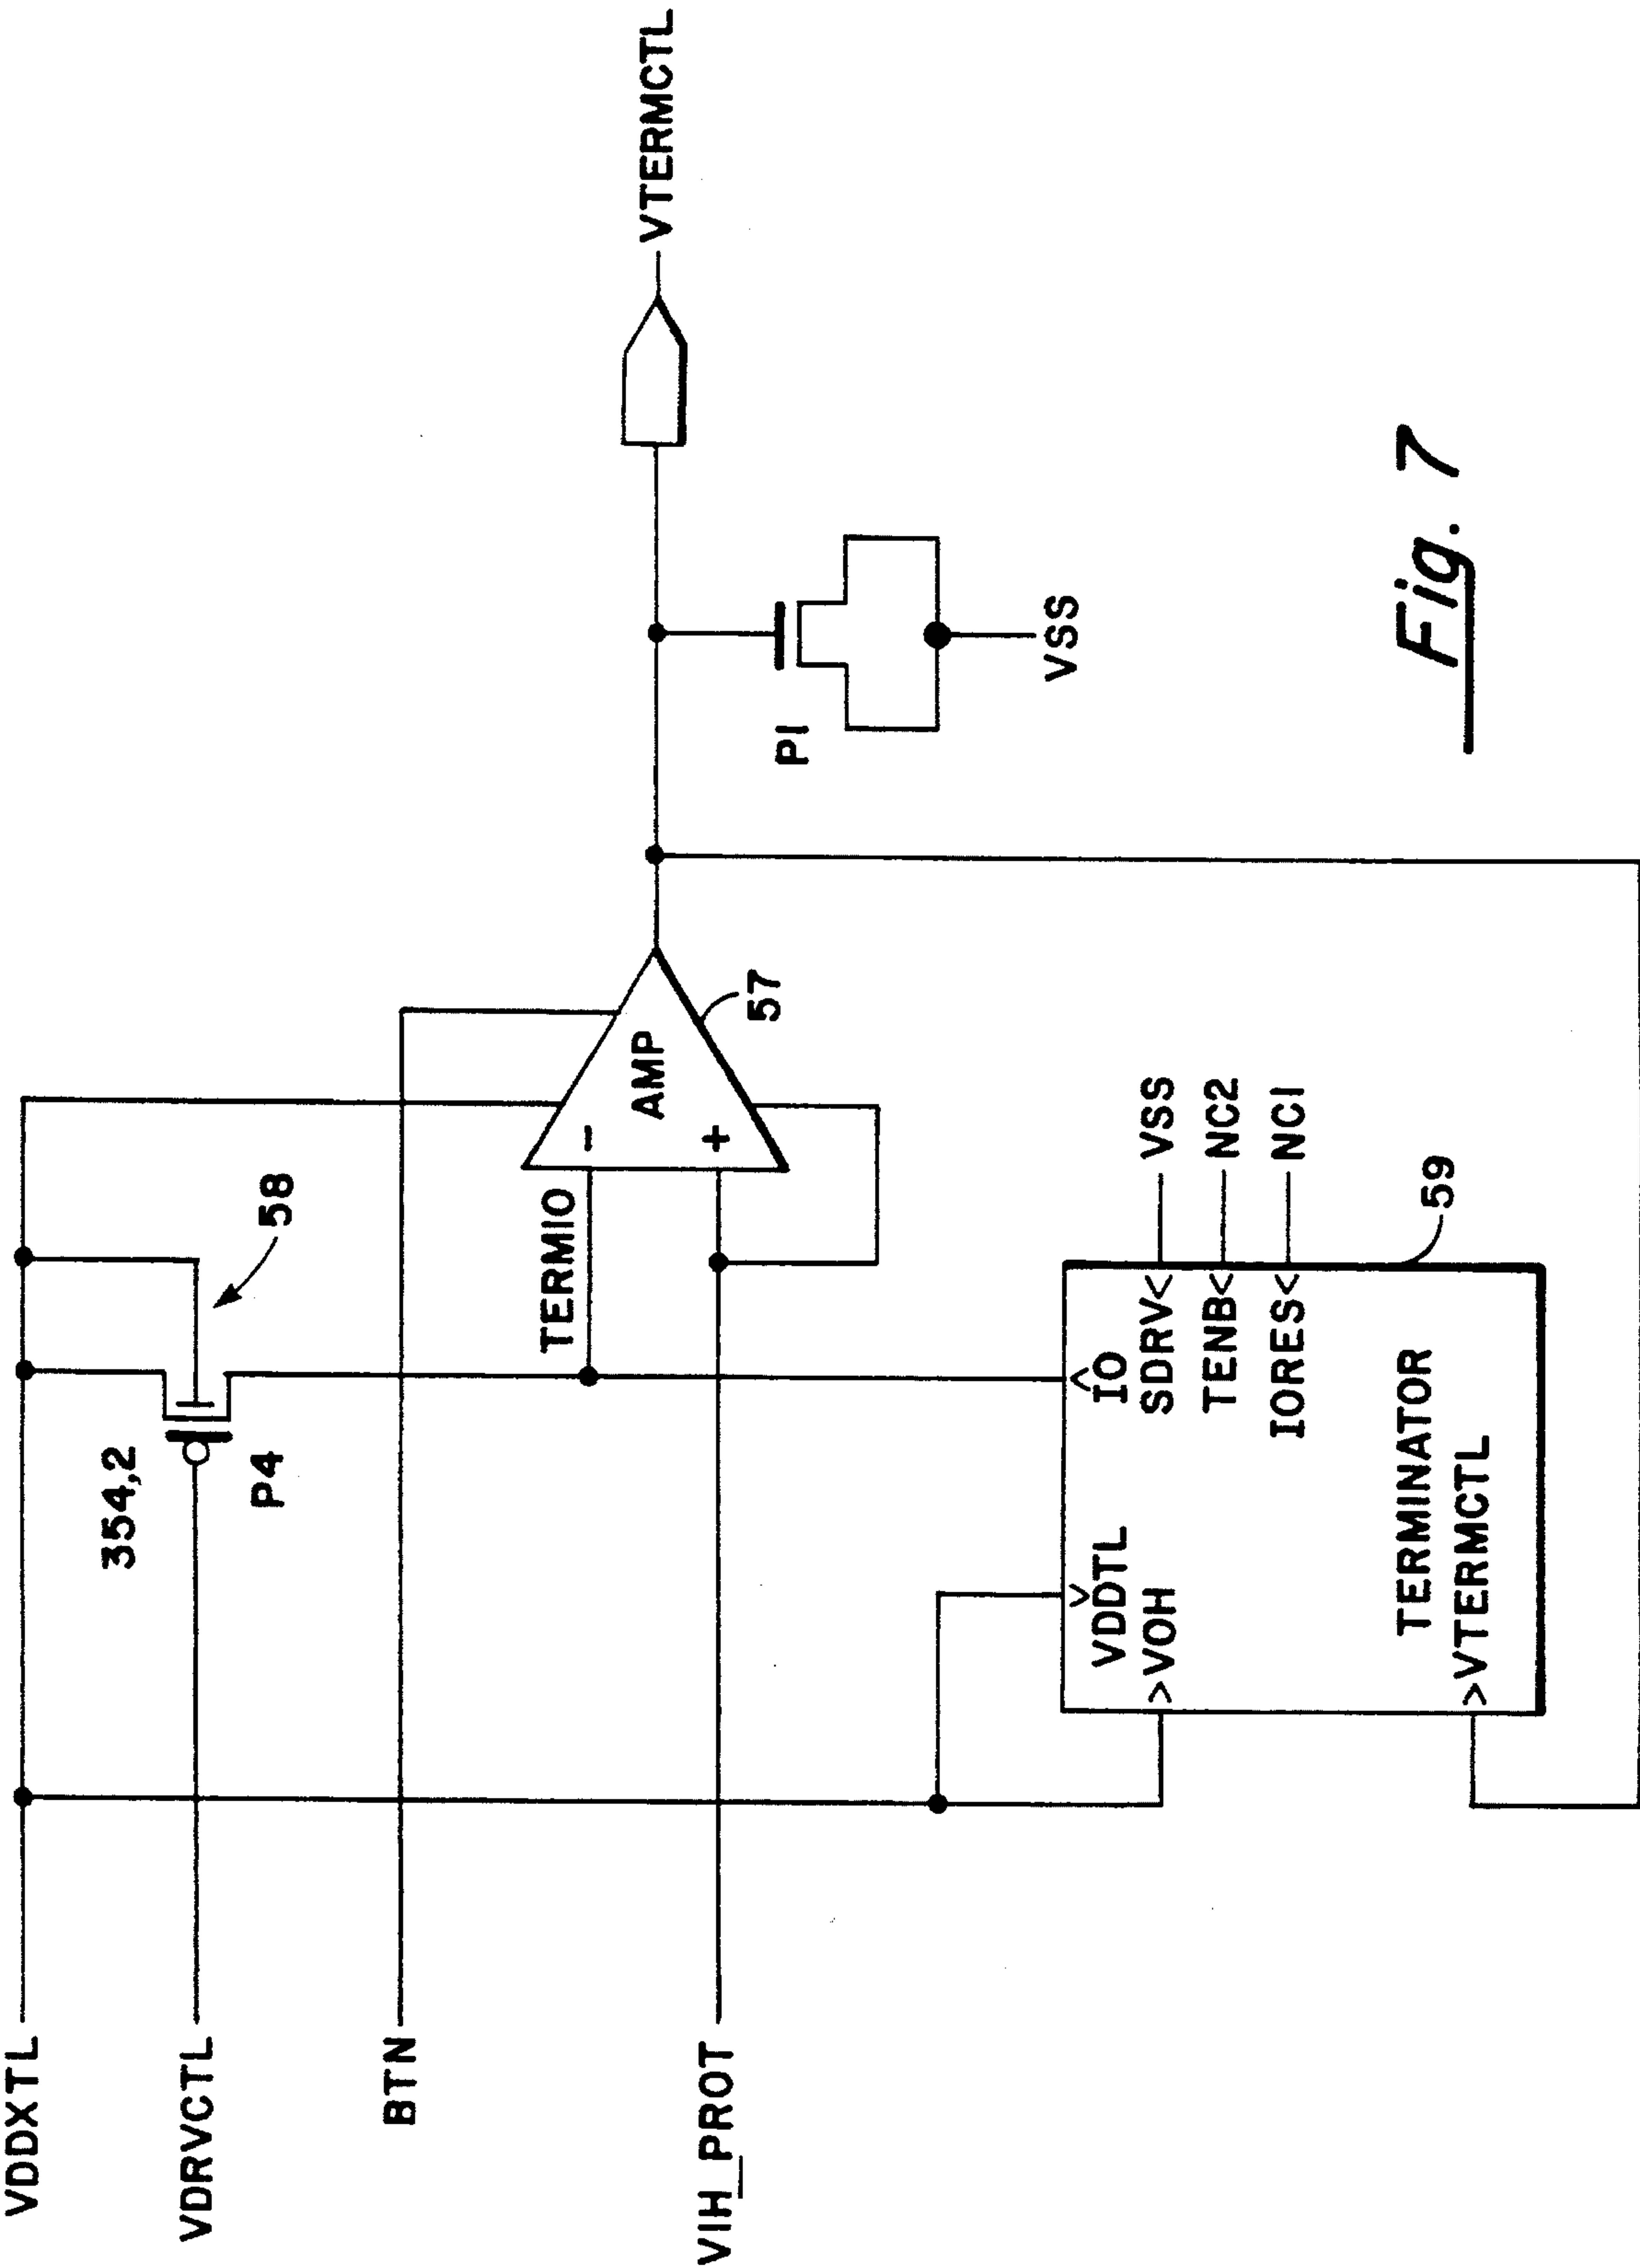 VDDXTL
VDRVCTL
BTN
VIH_PROT
354,2
P4
58
TERMIO
-
+
AMP
57
VTERMCTL
P1
VSS
VDDTL
>VOH
IO
SDRV<
TENB<
IORES<
VSS
NC2
NC1
TERMINATOR
>VTERMCTL
59
Fig. 7